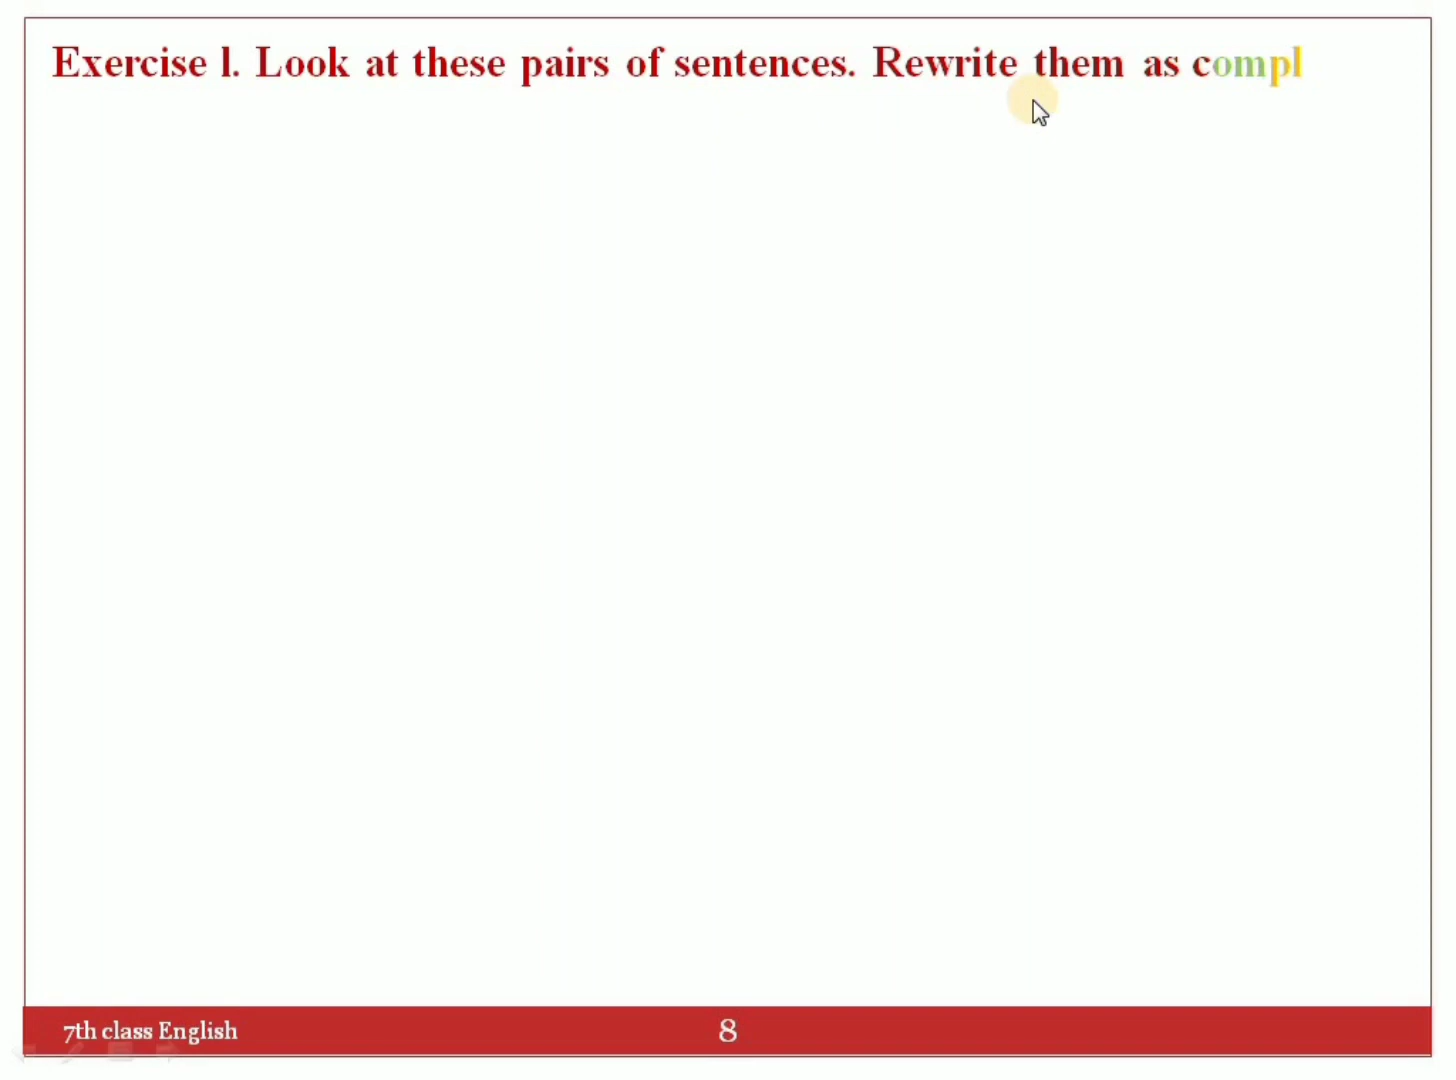 Exercise l. Look at these pairs of sentences. Rewrite them as compl
7th class English
8